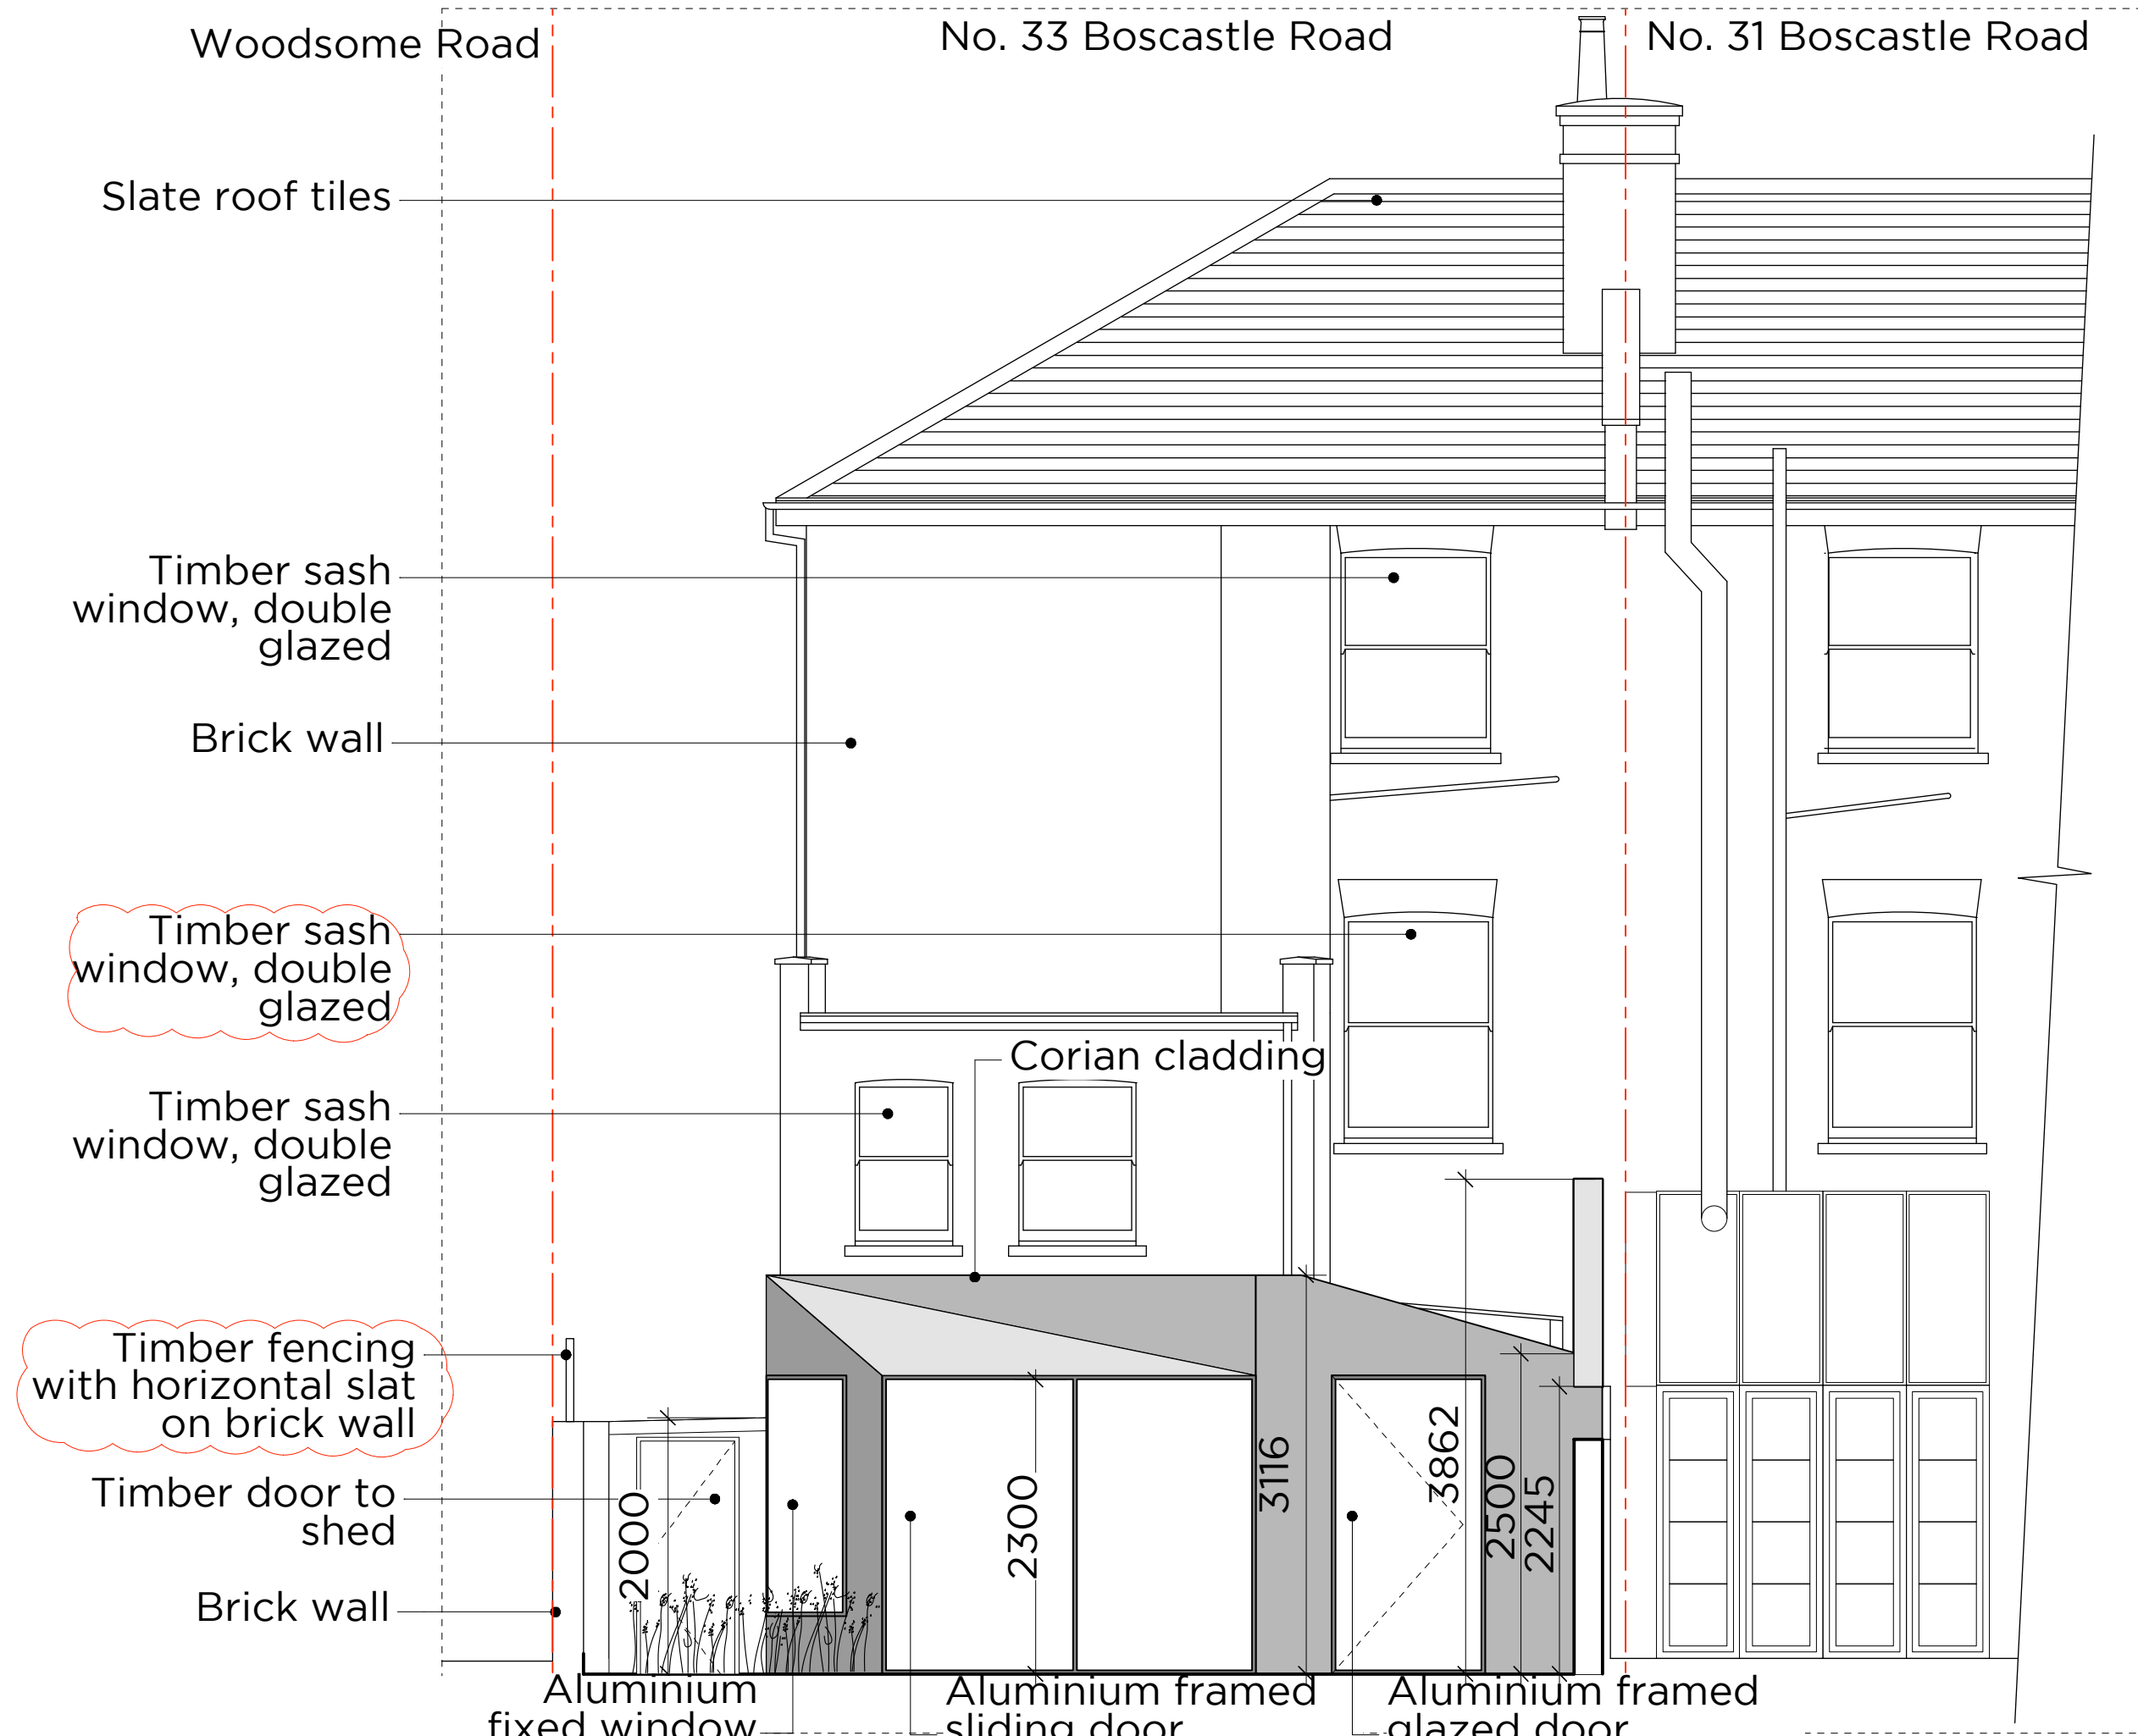 Woodsome Road
No. 33 Boscastle Road
No. 31 Boscastle Road
Slate roof tiles
Timber sash
window, double
glazed
Brick wall
Timber sash
window, double
glazed
Corian cladding
Timber sash
window, double
glazed
Timber fencing
with horizontal slat
on brick wall
Timber door to
shed
Brick wall
2000
2300
3116
3862
2500
2245
Aluminium
fixed window
Aluminium framed
sliding door
Aluminium framed
glazed door